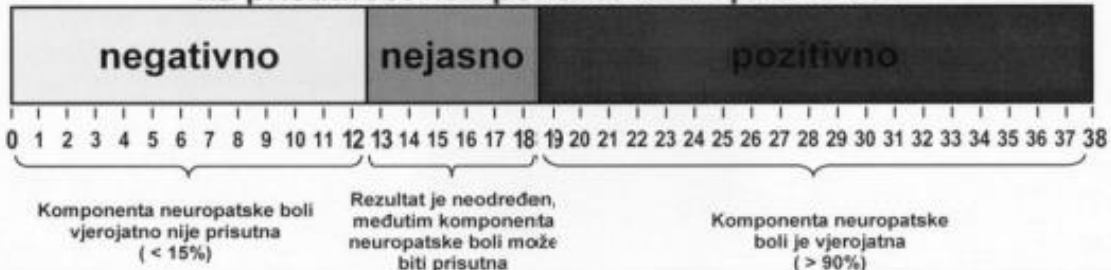 negativno nejasno pozitivno
0 1 2 3 4 5 6 7 8 9 10 11 12 13 14 15 16 17 18 19 20 21 22 23 24 25 26 27 28 29 30 31 32 33 34 35 36 37 38
Komponenta neuropatske boli
vjerojatno nije prisutna
( < 15%)
Rezultat je neodređen,
međutim komponenta
neuropatske boli može
biti prisutna
Komponenta neuropatske
boli je vjerojatna
( > 90%)